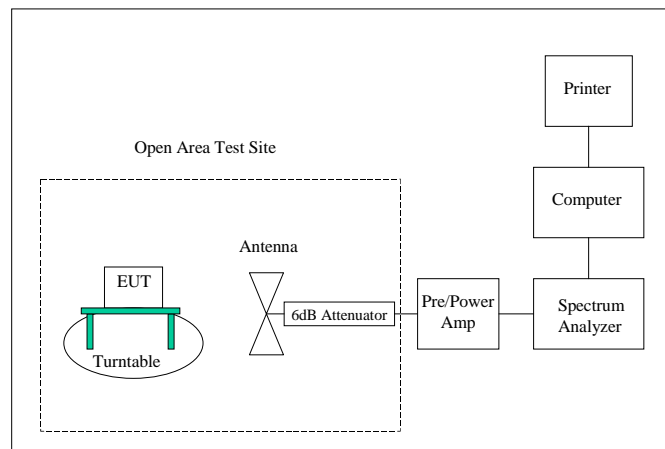 Printer
Open Area Test Site
Computer
Antenna
EUT
Pre/Power
Amp
Spectrum
Analyzer
6dB Attenuator
Turntable